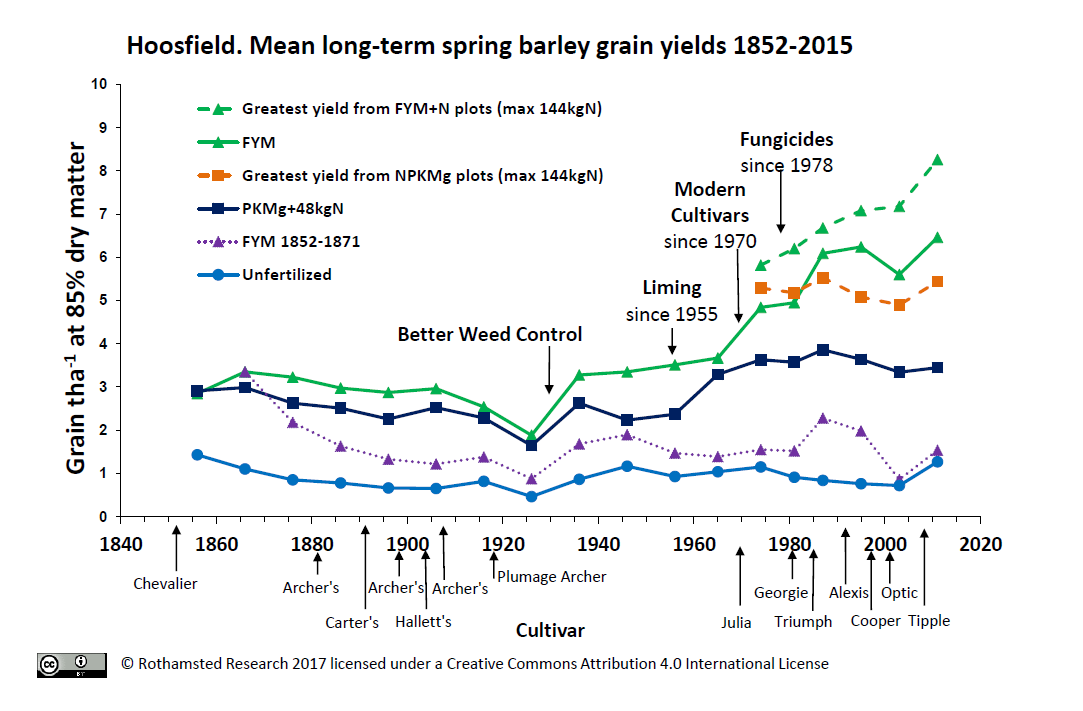 Hoosfield. Mean long-term spring barley grain yields 1852-2015
Grain tha-1 at 85% dry matter
10
9
8
7
6
5
4
3
2
1
0
Greatest yield from FYM+N plots (max 144kgN)
FYM
Greatest yield from NPKMg plots (max 144kgN)
PKMg+48kgN
FYM 1852-1871
Unfertilized
Fungicides
since 1978
Modern
Cultivars
since 1970
Liming
since 1955
Better Weed Control
1840 1860 1880 1900 1920 1940 1960 1980 2000 2020
Chevalier
Archer's
Carter's
Archer's
Hallett's
Archer's
Plumage Archer
Julia
Georgie
Triumph
Alexis
Cooper
Optic
Tipple
Cultivar
cc
BY
© Rothamsted Research 2017 licensed under a Creative Commons Attribution 4.0 International License